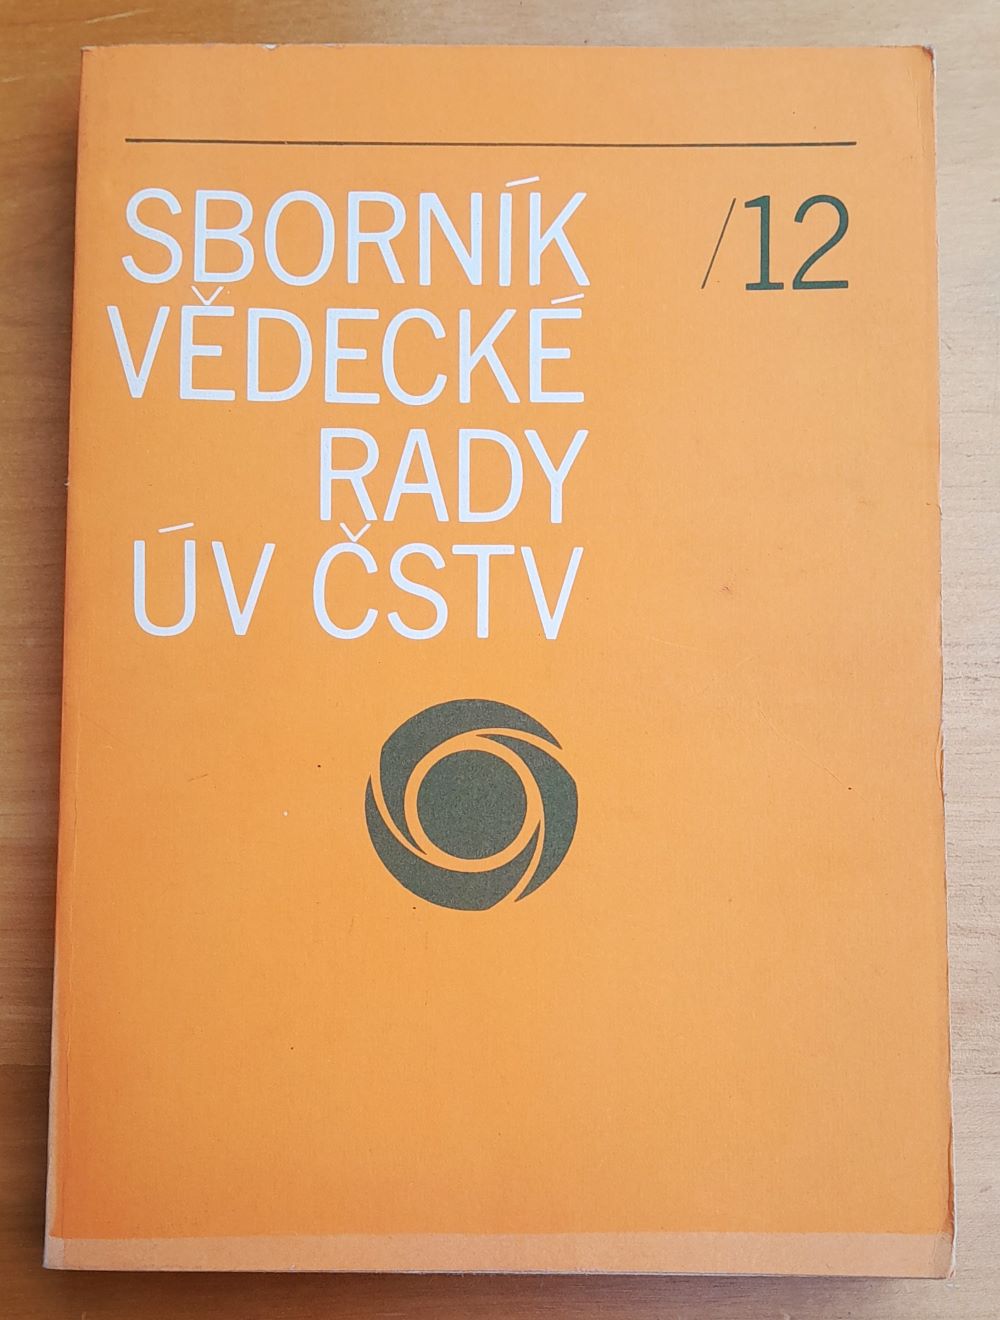 SBORNÍK /12
VĚDECKÉ
RADY
ÚV ČSTV